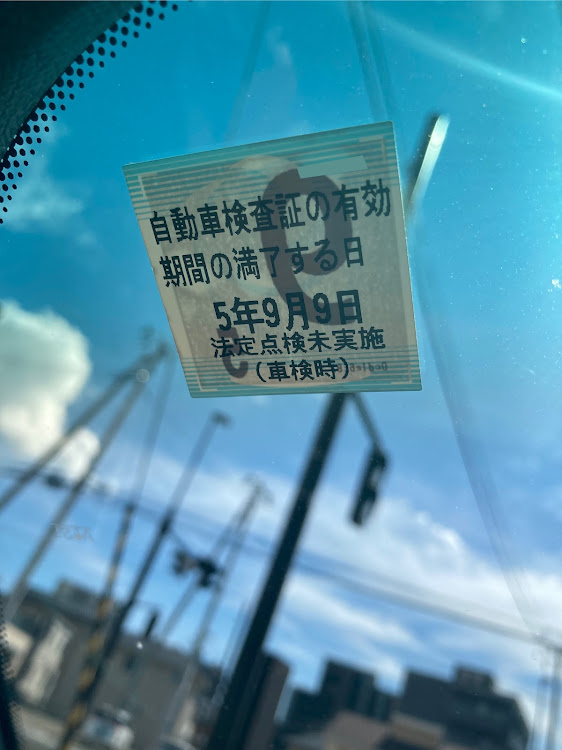 自動車検査証の有効
期間の満了する日
5年9月9日
法定点検未実施
（車検時）